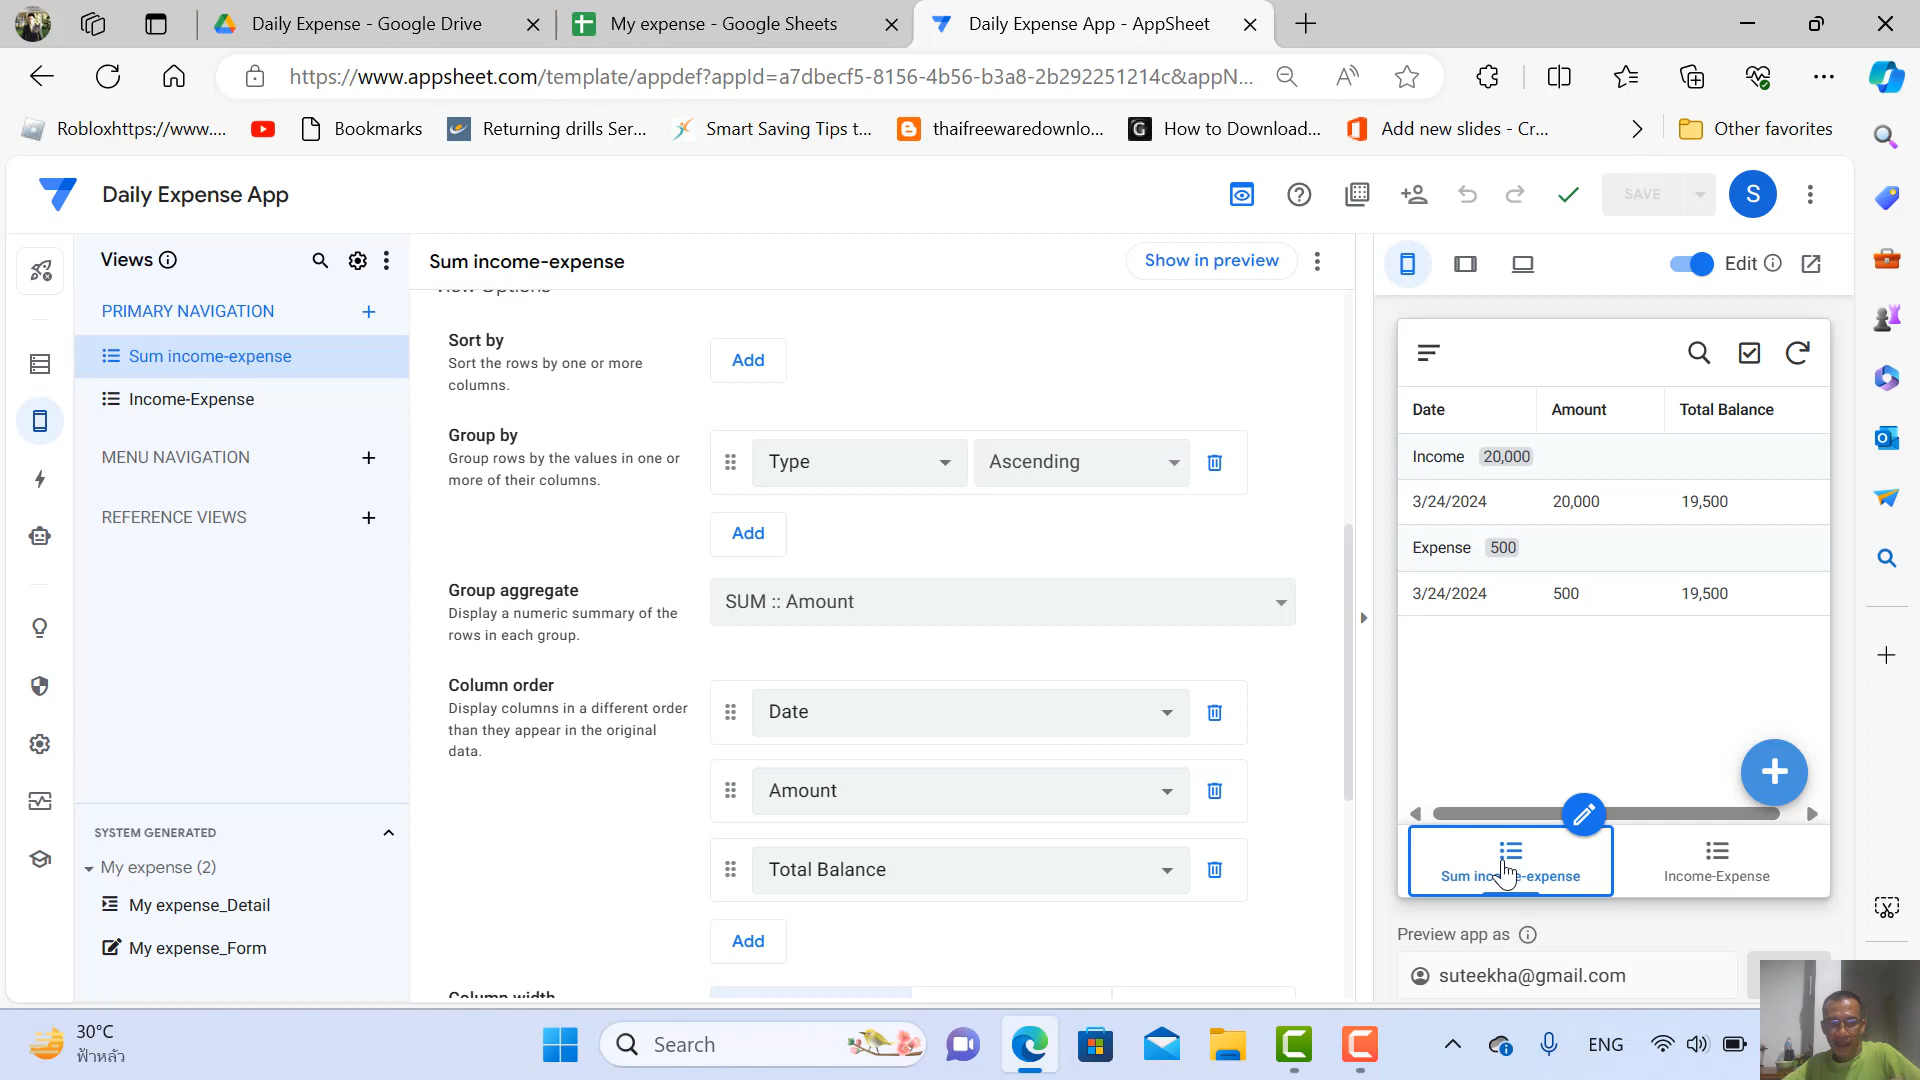 Daily Expense - Google Drive
My expense - Google Sheets
Daily Expense App - AppSheet
https://www.appsheet.com/template/appdef?appId=a7dbecf5-8156-4b56-b3a8-2b292251214c&appN...
Robloxhttps://www....
Bookmarks
Returning drills Ser...
Smart Saving Tips t...
thaifreewaredownlo...
How to Download...
Add new slides - Cr...
Other favorites
Daily Expense App
SAVE
S
Views
PRIMARY NAVIGATION
Sum income-expense
Income-Expense
MENU NAVIGATION
REFERENCE VIEWS
SYSTEM GENERATED
My expense (2)
My expense_Detail
My expense_Form
Sum income-expense
Show in preview
View Options
Sort by
Sort the rows by one or more
columns.
Add
Group by
Group rows by the values in one or
more of their columns.
Type
Ascending
Add
Group aggregate
Display a numeric summary of the
rows in each group.
SUM :: Amount
Column order
Display columns in a different order
than they appear in the original
data.
Date
Amount
Total Balance
Add
Column width
Edit
Date Amount Total Balance
Income 20,000
3/24/2024 20,000 19,500
Expense 500
3/24/2024 500 19,500
Sum income-expense
Income-Expense
Preview app as
suteekha@gmail.com
30°C
ฟ้าหลัว
Search
ENG